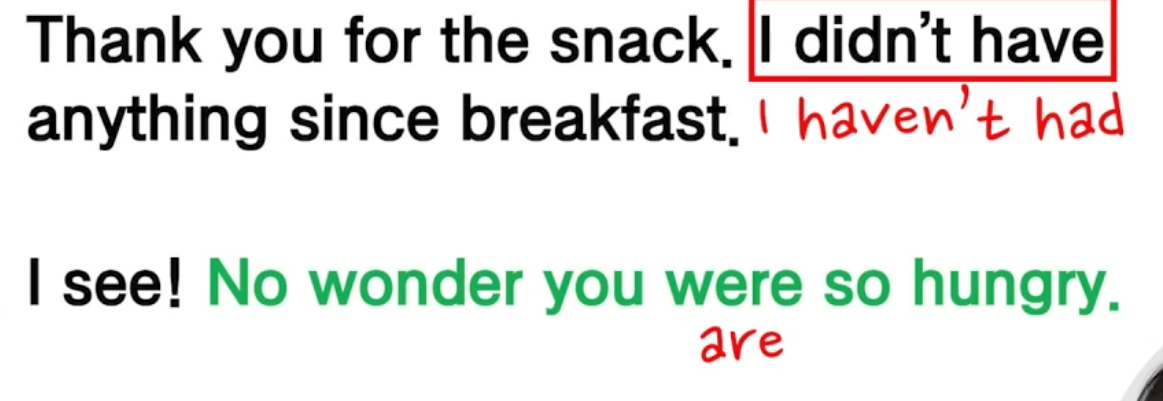 Thank you for the snack. I didn't have
anything since breakfast. I haven't had
I see! No wonder you were so hungry.
are